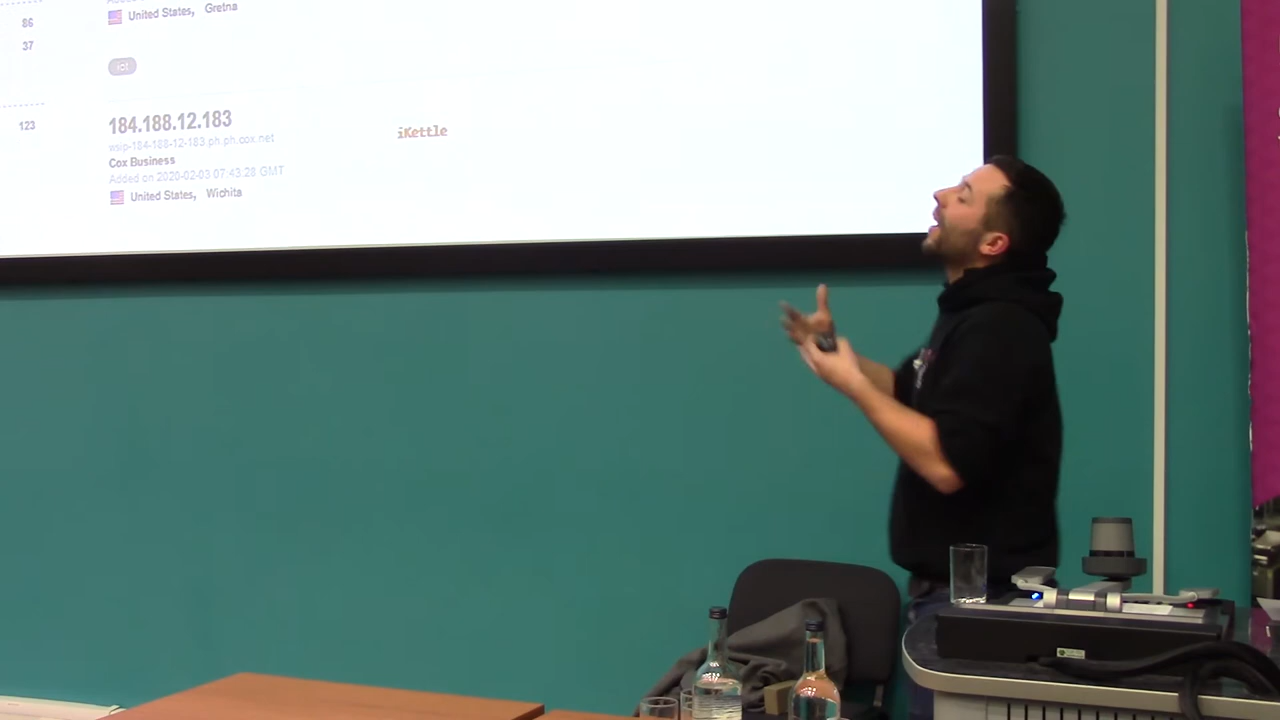 86
United States, Gretna
37
iot
123
184.188.12.183
wsip-184-188-12-183.ph.ph.cox.net
iKettle
Cox Business
Added on 2020-02-03 07:43:28 GMT
United States, Wichita